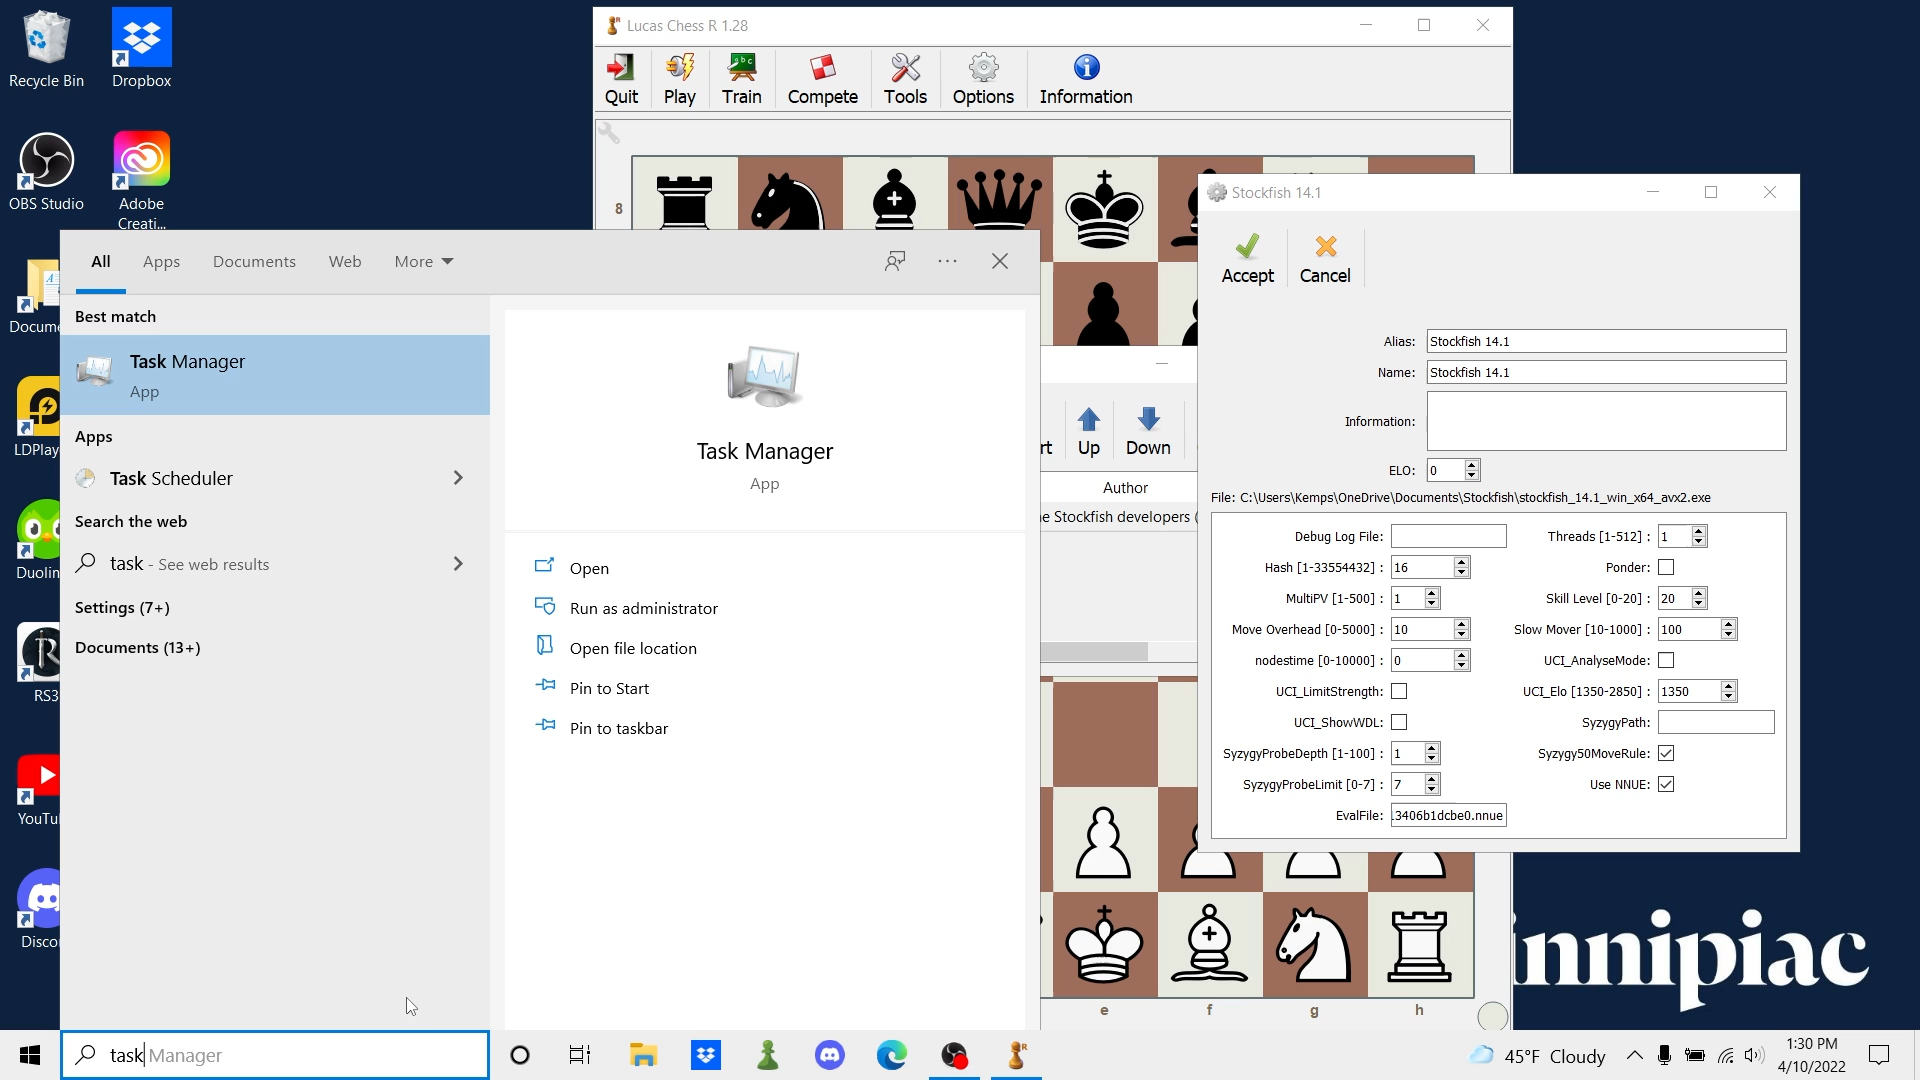 Recycle Bin
Dropbox
OBS Studio
Adobe
Creati...
Docume
LDPlay
Duolin
RS3
YouTu
Disco
Lucas Chess R 1.28
Quit
Play
Train
Compete
Tools
Options
Information
abc
8
All
Apps
Documents
Web
More
Best match
Task Manager
App
Apps
Task Scheduler
Search the web
task - See web results
Settings (7+)
Documents (13+)
Task Manager
App
Open
Run as administrator
Open file location
Pin to Start
Pin to taskbar
rt
Up
Down
Author
e Stockfish developers (
Stockfish 14.1
Accept
Cancel
Alias: Stockfish 14.1
Name: Stockfish 14.1
Information:
ELO: 0
File: C:\Users\Kemps\OneDrive\Documents\Stockfish\stockfish_14.1_win_x64_avx2.exe
Debug Log File:
Threads [1-512] : 1
Hash [1-33554432] : 16
Ponder:
MultiPV [1-500] : 1
Skill Level [0-20] : 20
Move Overhead [0-5000] : 10
Slow Mover [10-1000] : 100
nodestime [0-10000] : 0
UCI_AnalyseMode:
UCI_LimitStrength:
UCI_Elo [1350-2850] : 1350
UCI_ShowWDL:
SyzygyPath:
SyzygyProbeDepth [1-100] : 1
Syzygy50MoveRule:
SyzygyProbeLimit [0-7] : 7
Use NNUE:
EvalFile: .3406b1dcbe0.nnue
innipiac
e
f
g
h
task Manager
45°F Cloudy
1:30 PM
4/10/2022